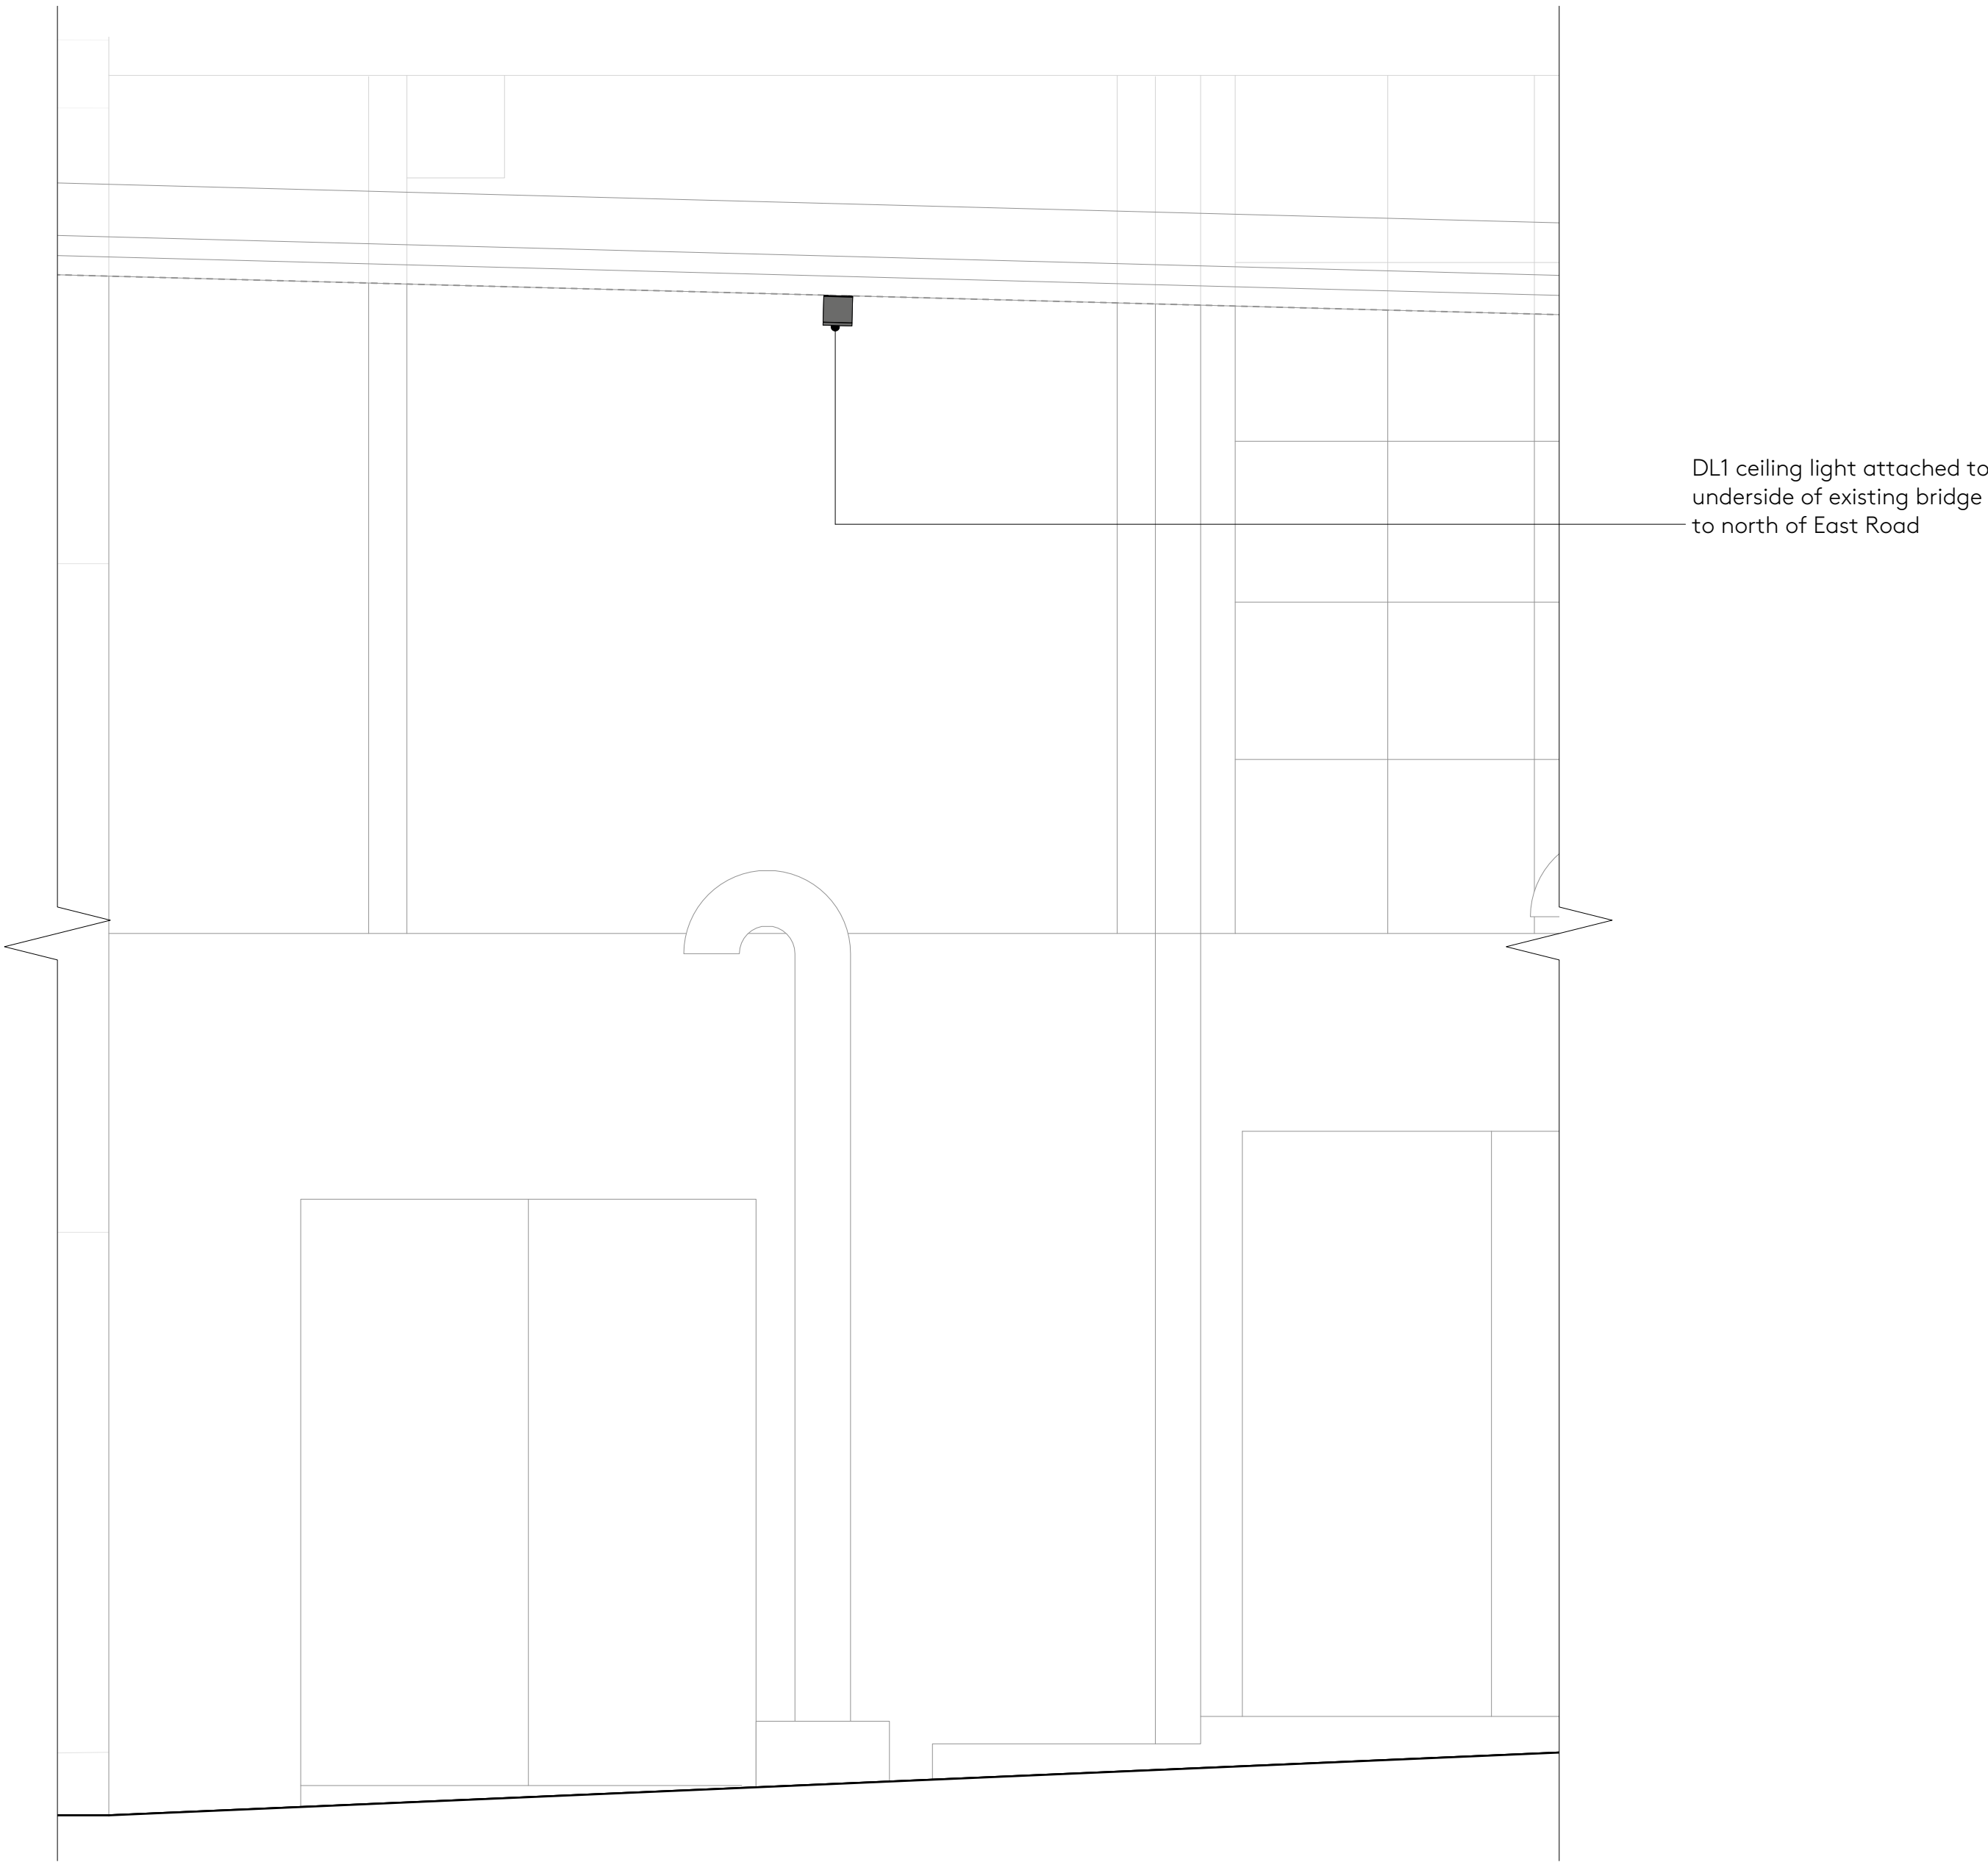 DL1 ceiling light attached to
underside of existing bridge
to north of East Road